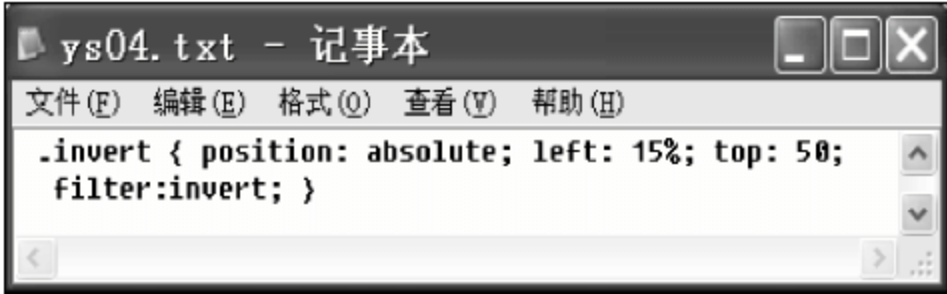 ys04.txt - 记事本
文件(F) 编辑(E) 格式(O) 查看(V) 帮助(H)
.invert { position: absolute; left: 15%; top: 50;
filter:invert; }